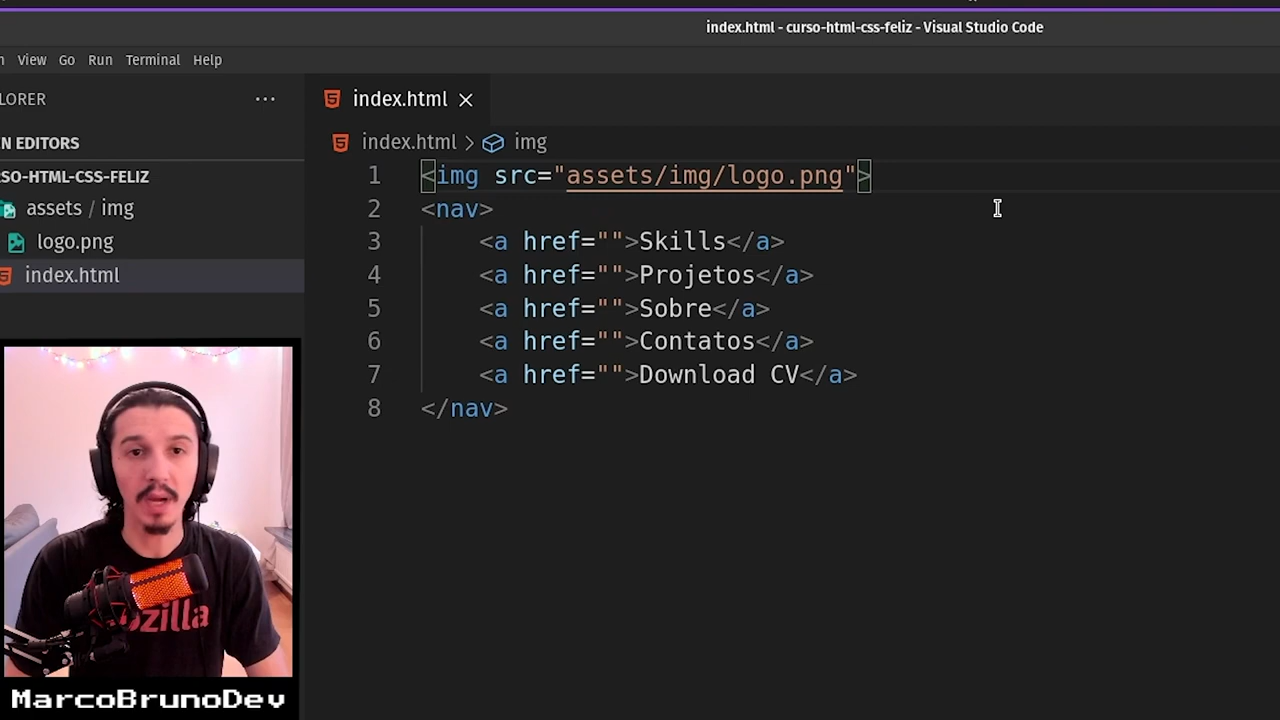 index.html - curso-html-css-feliz - Visual Studio Code
View Go Run Terminal Help
LORER ...
index.html
N EDITORS
index.html > img
SO-HTML-CSS-FELIZ
assets / img
logo.png
index.html
1 <img src="assets/img/logo.png">
2 <nav>
3 <a href="">Skills</a>
4 <a href="">Projetos</a>
5 <a href="">Sobre</a>
6 <a href="">Contatos</a>
7 <a href="">Download CV</a>
8 </nav>
ozilla
MarcoBrunoDev